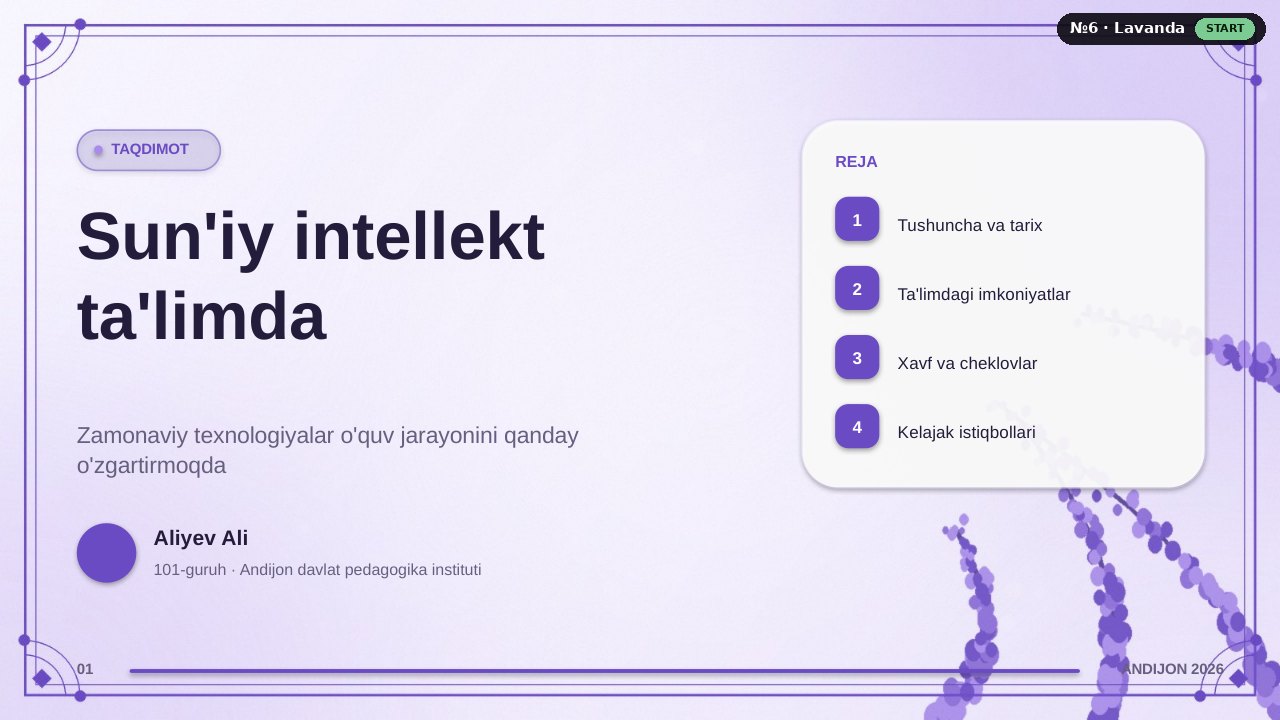 №6 · Lavanda START
TAQDIMOT
Sun'iy intellekt
ta'limda
Zamonaviy texnologiyalar o'quv jarayonini qanday
o'zgartirmoqda
Aliyev Ali
101-guruh · Andijon davlat pedagogika instituti
REJA
1 Tushuncha va tarix
2 Ta'limdagi imkoniyatlar
3 Xavf va cheklovlar
4 Kelajak istiqbollari
01
ANDIJON 2026